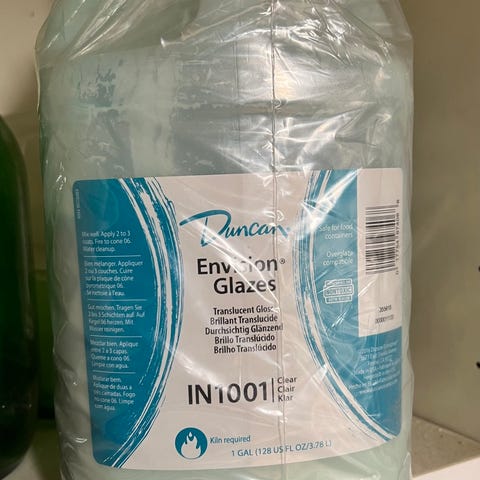 Mix well. Apply 2 to 3
coats. Fire to cone 06.
Water cleanup.
Bien mélanger. Appliquer
2 ou 3 couches. Cuire
sur la plaque de cône
pyrométrique 06.
Se nettoie à l'eau.
Gut mischen. Tragen Sie
2 bis 3 Schichten auf. Auf
Kegel 06 heizen. Mit
Wasser reinigen.
Mezclar bien. Aplique
entre 2 a 3 capas.
Queme a cono 06.
Limpie con agua.
Misturar bem.
Aplique de duas a
três camadas. Fogo
no cone 06. Limpe
com agua.
Duncan
Envision®
Glazes
Translucent Gloss
Brillant Translucide
Durchsichtig Glänzend
Brillo Translúcido
Brilho Translúcido
IN1001
Clear
Clair
Klar
Kiln required
1 GAL (128 US FL OZ/3.78 L)
Safe for food
containers
Overglaze
compatible